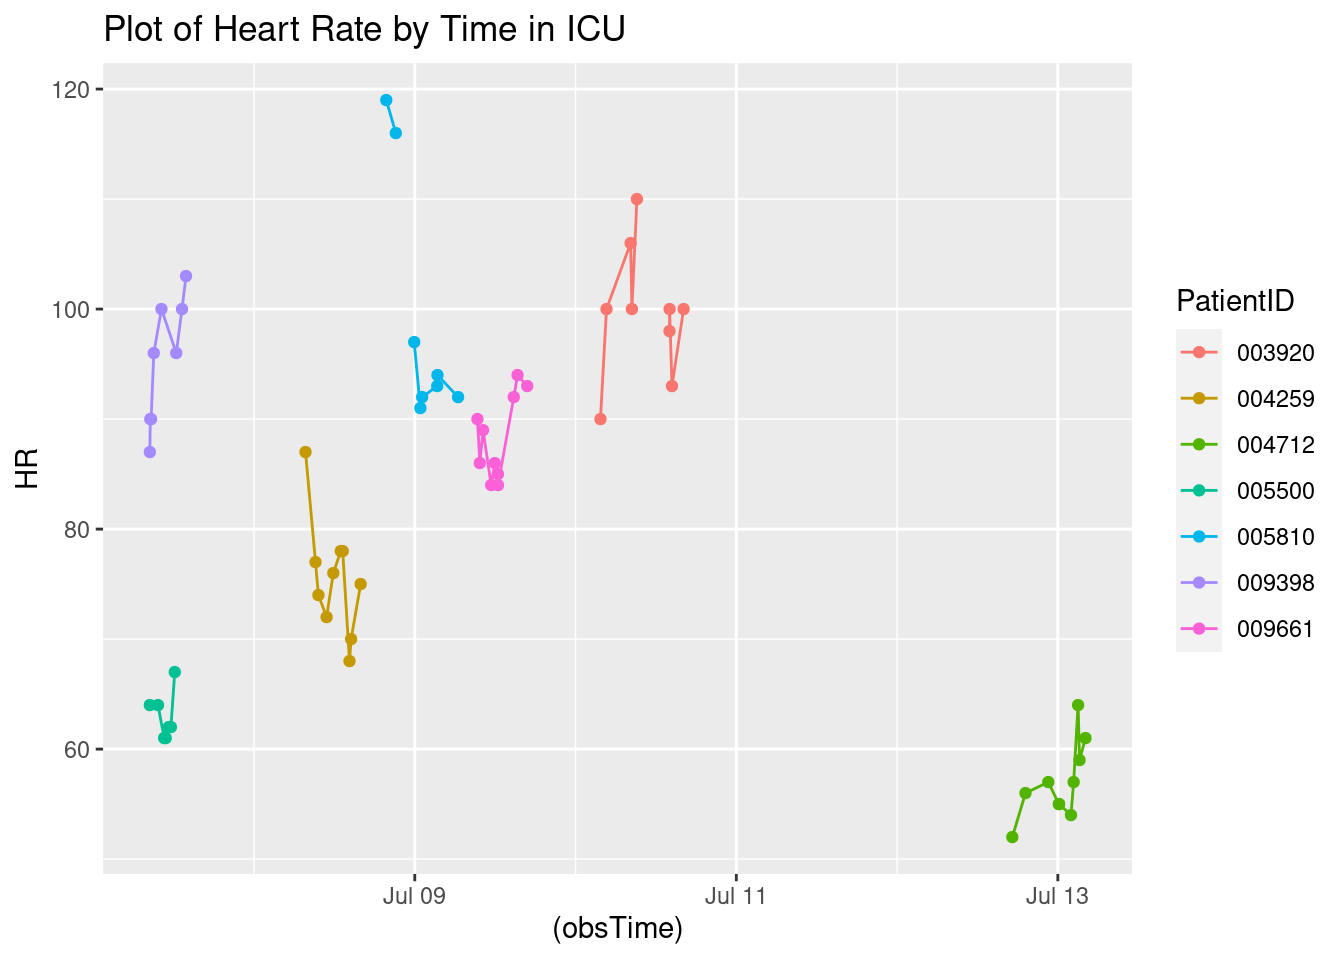 Plot of Heart Rate by Time in ICU
120
100
80
60
HR
Jul 09
Jul 11
Jul 13
(obsTime)
PatientID
003920
004259
004712
005500
005810
009398
009661